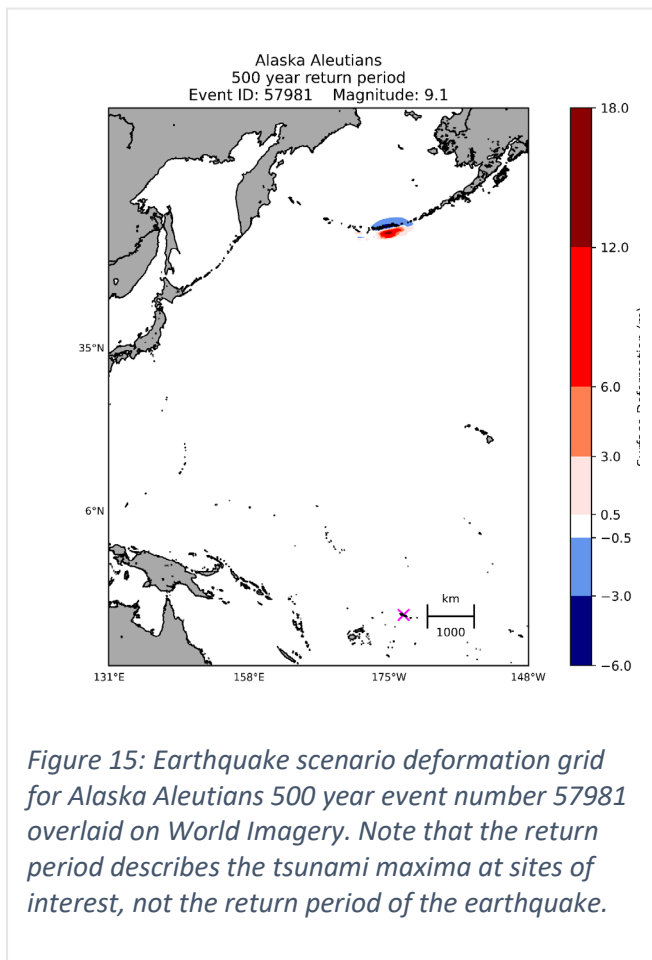 Alaska Aleutians
500 year return period
Event ID: 57981    Magnitude: 9.1
18.0
12.0
6.0
3.0
0.5
−0.5
−3.0
−6.0
35°N
6°N
km
1000
131°E
158°E
175°W
148°W
Figure 15: Earthquake scenario deformation grid
for Alaska Aleutians 500 year event number 57981
overlaid on World Imagery. Note that the return
period describes the tsunami maxima at sites of
interest, not the return period of the earthquake.